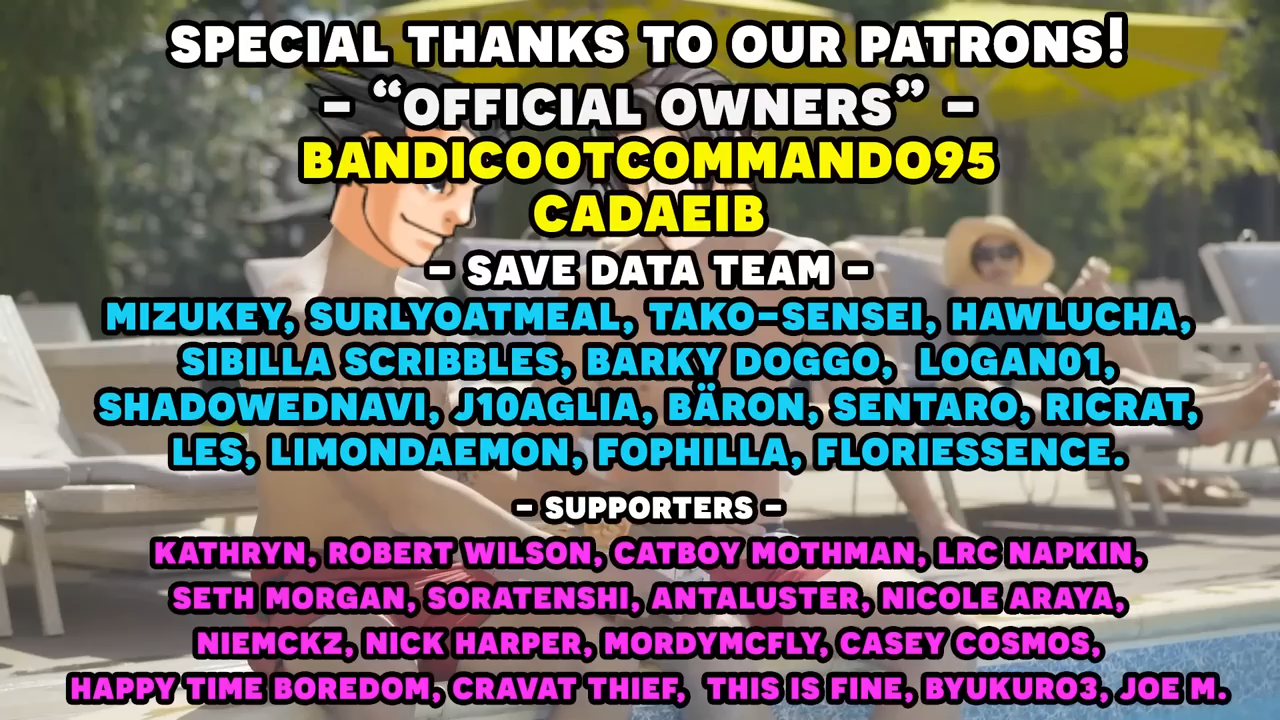 SPECIAL THANKS TO OUR PATRONS!
- “OFFICIAL OWNERS” -
BANDICOOTCOMMANDO95
CADAEIB
- SAVE DATA TEAM -
MIZUKEY, SURLYOATMEAL, TAKO-SENSEI, HAWLUCHA,
SIBILLA SCRIBBLES, BARKY DOGGO, LOGAN01,
SHADOWEDNAVI, J10AGLIA, BÄRON, SENTARO, RICRAT,
LES, LIMONDAEMON, FOPHILLA, FLORIESSENCE.
- SUPPORTERS -
KATHRYN, ROBERT WILSON, CATBOY MOTHMAN, LRC NAPKIN,
SETH MORGAN, SORATENSHI, ANTALUSTER, NICOLE ARAYA,
NIEMCKZ, NICK HARPER, MORDYMCFLY, CASEY COSMOS,
HAPPY TIME BOREDOM, CRAVAT THIEF, THIS IS FINE, BYUKURO3, JOE M.